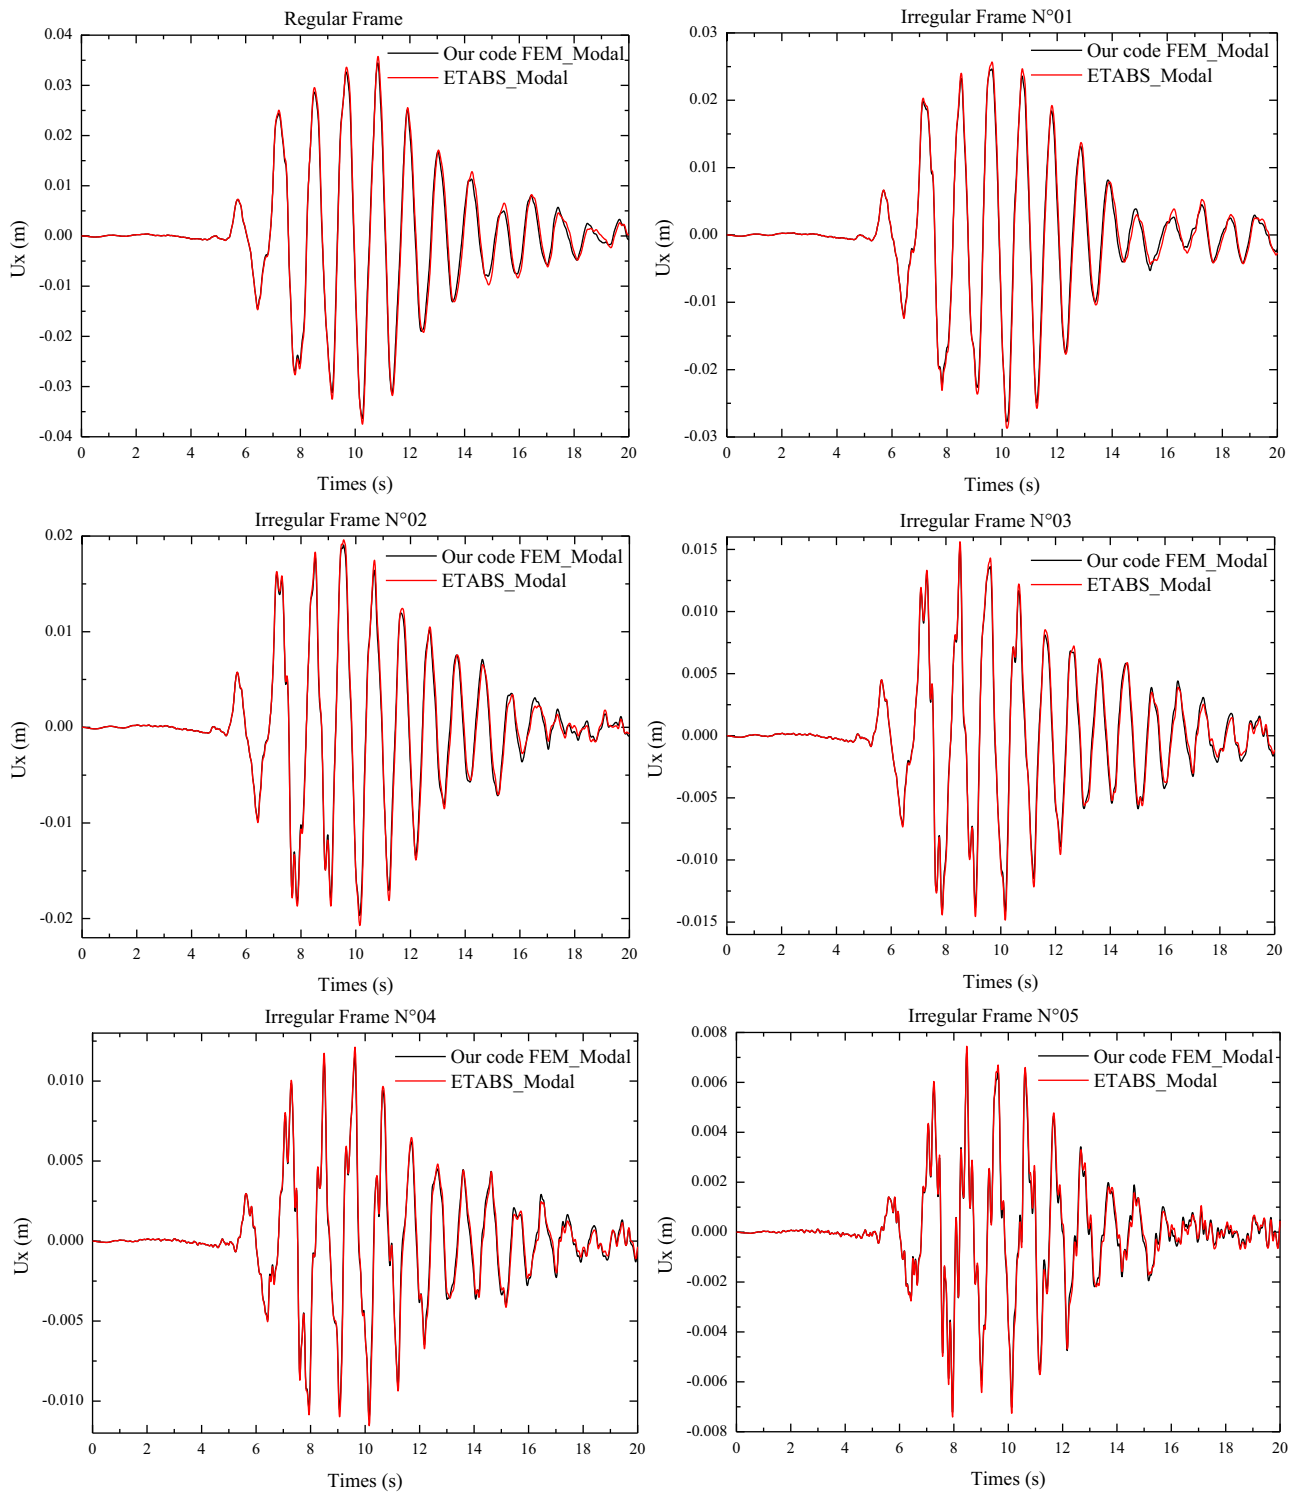 Regular Frame
Our code FEM_Modal
ETABS_Modal
0.04
0.03
0.02
0.01
0.00
-0.01
-0.02
-0.03
-0.04
Ux (m)
0 2 4 6 8 10 12 14 16 18 20
Times (s)
Irregular Frame N°01
Our code FEM_Modal
ETABS_Modal
0.03
0.02
0.01
0.00
-0.01
-0.02
-0.03
Ux (m)
0 2 4 6 8 10 12 14 16 18 20
Times (s)
Irregular Frame N°02
Our code FEM_Modal
ETABS_Modal
0.02
0.01
0.00
-0.01
-0.02
Ux (m)
0 2 4 6 8 10 12 14 16 18 20
Times (s)
Irregular Frame N°03
Our code FEM_Modal
ETABS_Modal
0.015
0.010
0.005
0.000
-0.005
-0.010
-0.015
Ux (m)
0 2 4 6 8 10 12 14 16 18 20
Times (s)
Irregular Frame N°04
Our code FEM_Modal
ETABS_Modal
0.010
0.005
0.000
-0.005
-0.010
Ux (m)
0 2 4 6 8 10 12 14 16 18 20
Times (s)
Irregular Frame N°05
Our code FEM_Modal
ETABS_Modal
0.008
0.006
0.004
0.002
0.000
-0.002
-0.004
-0.006
-0.008
Ux (m)
0 2 4 6 8 10 12 14 16 18 20
Times (s)